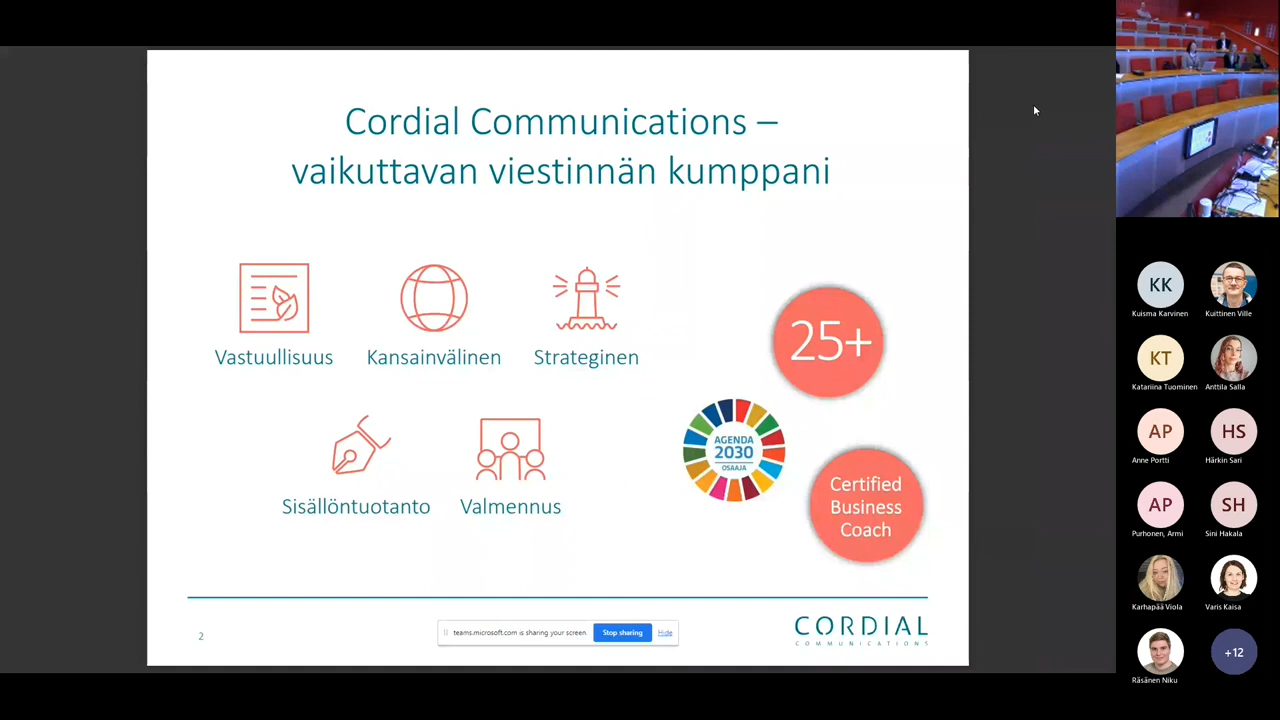 Cordial Communications –
vaikuttavan viestinnän kumppani
Vastuullisuus
Kansainvälinen
Strateginen
25+
Sisällöntuotanto
Valmennus
AGENDA
2030
OSAAJA
Certified
Business
Coach
2
teams.microsoft.com is sharing your screen
Stop sharing
Hide
CORDIAL
COMMUNICATIONS
KK
Kuisma Karvinen
Kuittinen Ville
KT
Katariina Tuominen
Anttila Salla
AP
Anne Portti
HS
Härkin Sari
AP
Purhonen, Armi
SH
Sini Hakala
Karhapää Viola
Varis Kaisa
Räsänen Niku
+12